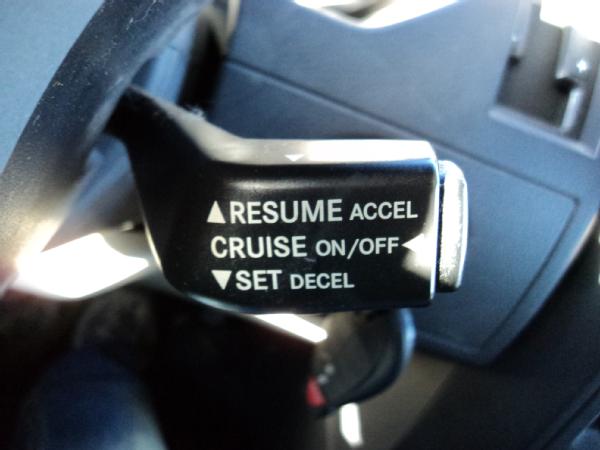 ▲RESUME ACCEL
CRUISE ON/OFF◄
▼SET DECEL